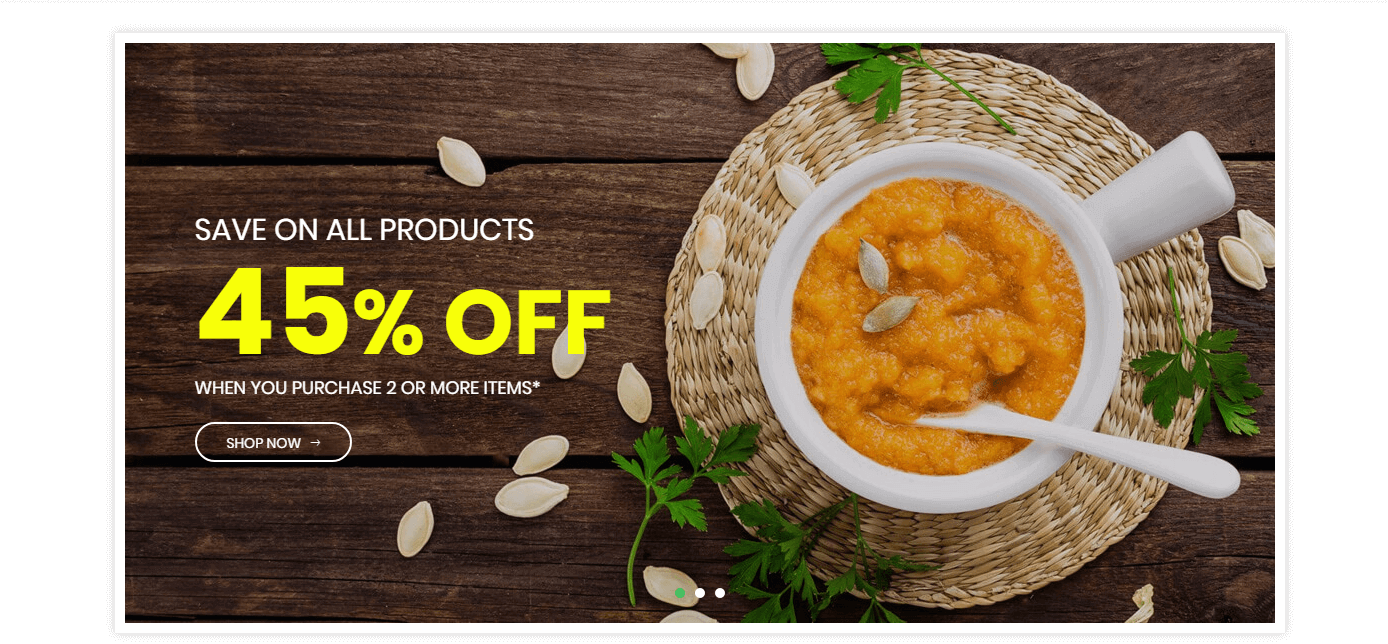 SAVE ON ALL PRODUCTS
45% OFF
WHEN YOU PURCHASE 2 OR MORE ITEMS*
SHOP NOW →